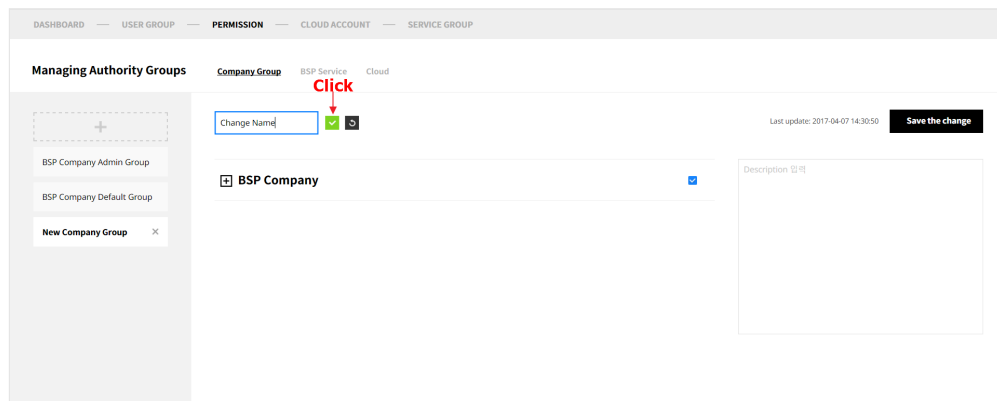 DASHBOARD — USER GROUP — PERMISSION — CLOUD ACCOUNT — SERVICE GROUP
Managing Authority Groups
Company Group BSP Service Cloud
Click
+
Change Name
Last update: 2017-04-07 14:30:50
Save the change
BSP Company Admin Group
BSP Company Default Group
New Company Group ×
BSP Company
Description 입력